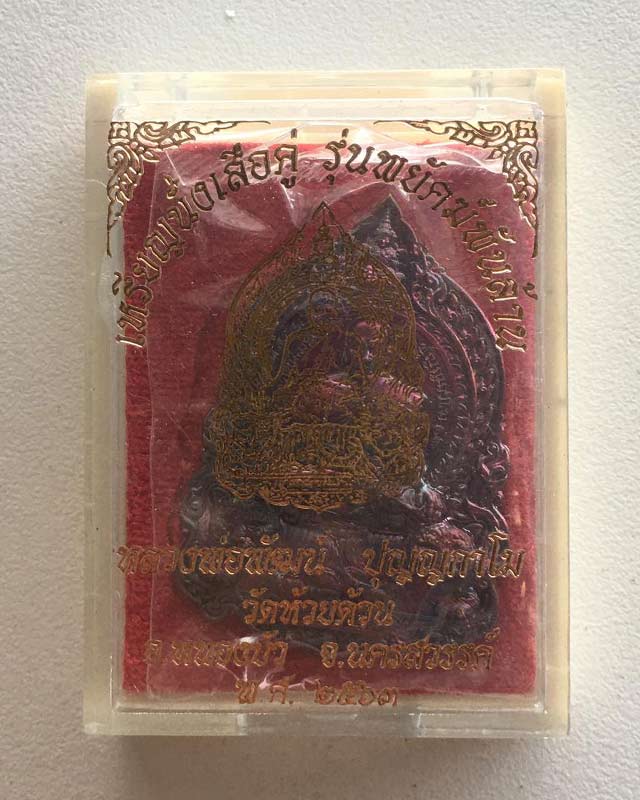 เหรียญนั่งเสือคู่ รุ่นพยัคฆ์พันล้าน
หลวงพ่อพัฒน์ ปุญญกาโม
วัดห้วยด้วน
อ.หนองบัว จ.นครสวรรค์
พ.ศ. ๒๕๖๓